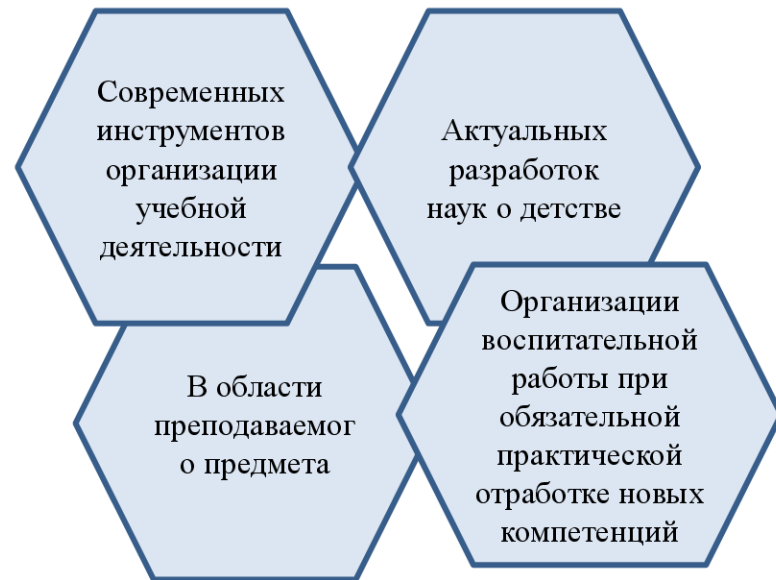 Современных
инструментов
организации
учебной
деятельности
Актуальных
разработок
наук о детстве
В области
преподаваемог
о предмета
Организации
воспитательной
работы при
обязательной
практической
отработке новых
компетенций